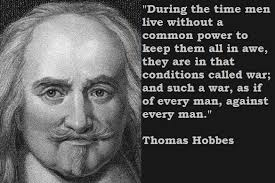 "During the time men
live without a
common power to
keep them all in awe,
they are in that
conditions called war;
and such a war, as if
of every man, against
every man."
Thomas Hobbes